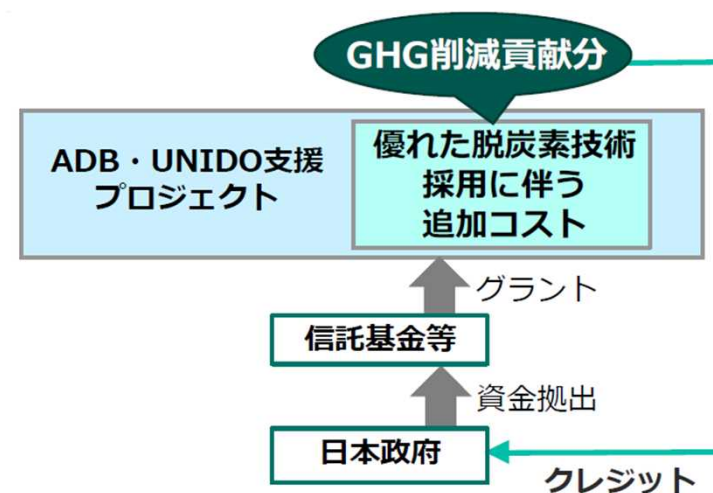 GHG削減貢献分
ADB・UNIDO支援
プロジェクト
優れた脱炭素技術
採用に伴う
追加コスト
グラント
信託基金等
資金拠出
日本政府
クレジット